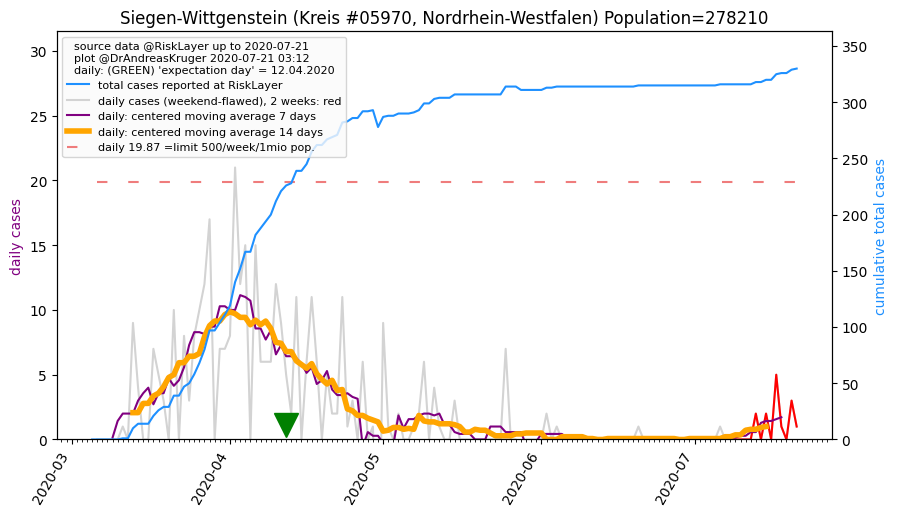 Siegen-Wittgenstein (Kreis #05970, Nordrhein-Westfalen) Population=278210
source data @RiskLayer up to 2020-07-21
plot @DrAndreasKruger 2020-07-21 03:12
daily: (GREEN) 'expectation day' = 12.04.2020
total cases reported at RiskLayer
daily cases (weekend-flawed), 2 weeks: red
daily: centered moving average 7 days
daily: centered moving average 14 days
daily 19.87 =limit 500/week/1mio pop.
daily cases
30
25
20
15
10
5
0
cumulative total cases
350
300
250
200
150
100
50
0
2020-03
2020-04
2020-05
2020-06
2020-07